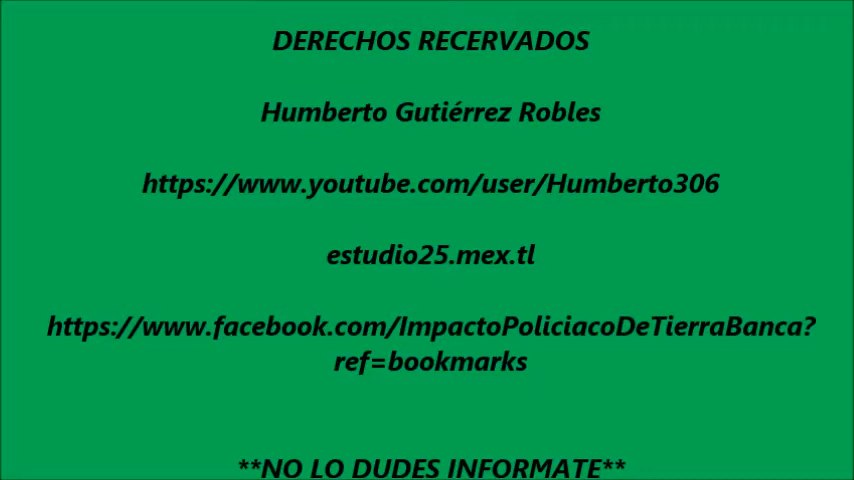 DERECHOS RECERVADOS
Humberto Gutiérrez Robles
https://www.youtube.com/user/Humberto306
estudio25.mex.tl
https://www.facebook.com/ImpactoPoliciacoDeTierraBanca?
ref=bookmarks
**NO LO DUDES INFORMATE**